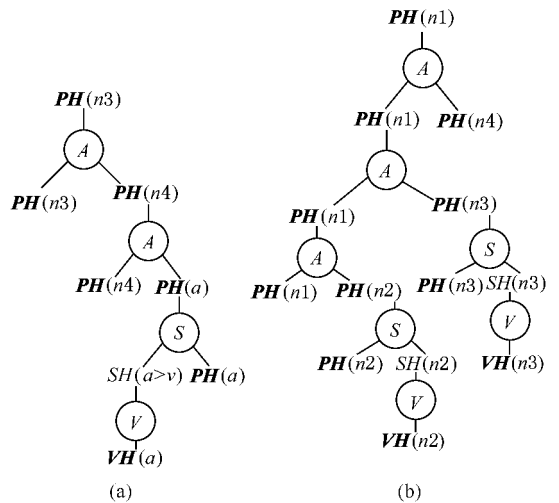 PH(n3)
A
PH(n3)
PH(n4)
A
PH(n4)
PH(a)
S
SH(a>v)
PH(a)
V
VH(a)
(a)
PH(n1)
A
PH(n1)
PH(n4)
A
PH(n1)
PH(n3)
A
S
PH(n1)
PH(n2)
PH(n3)
SH(n3)
S
V
PH(n2)
SH(n2)
VH(n3)
V
VH(n2)
(b)